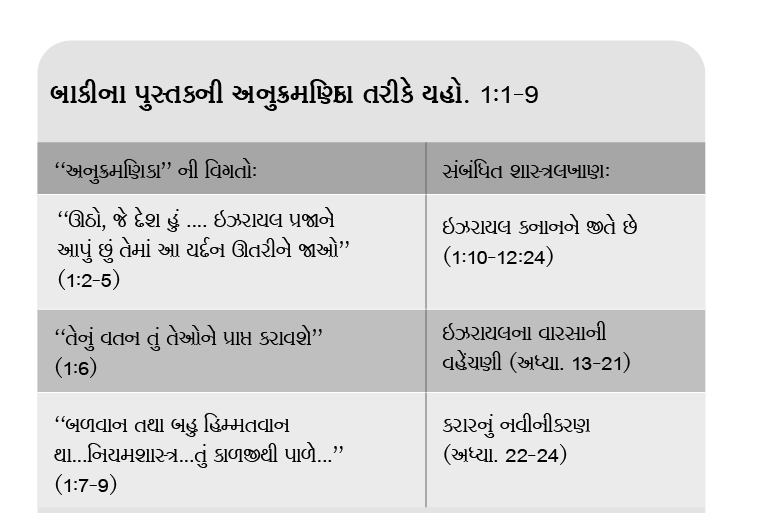 બાકીના પુસ્તકની અનુક્રમણિકા તરીકે યહો. 1:1-9
“અનુક્રમણિકા” ની વિગતોઃ
સંબંધિત શાસ્ત્રલખાણઃ
“ઊઠો, જે દેશ હું .... ઇઝરાયલ પ્રજાને
આપું છું તેમાં આ યર્દન ઊતરીને જાઓ”
(1:2-5)
ઇઝરાયલ કનાનને જીતે છે
(1:10-12:24)
“તેનું વતન તું તેઓને પ્રાપ્ત કરાવશે”
(1:6)
ઇઝરાયલના વારસાની
વહેંચણી (અધ્યા. 13-21)
“બળવાન તથા બહુ હિમ્મતવાન
થા...નિયમશાસ્ત્ર...તું કાળજીથી પાળે...”
(1:7-9)
કરારનું નવીનીકરણ
(અધ્યા. 22-24)